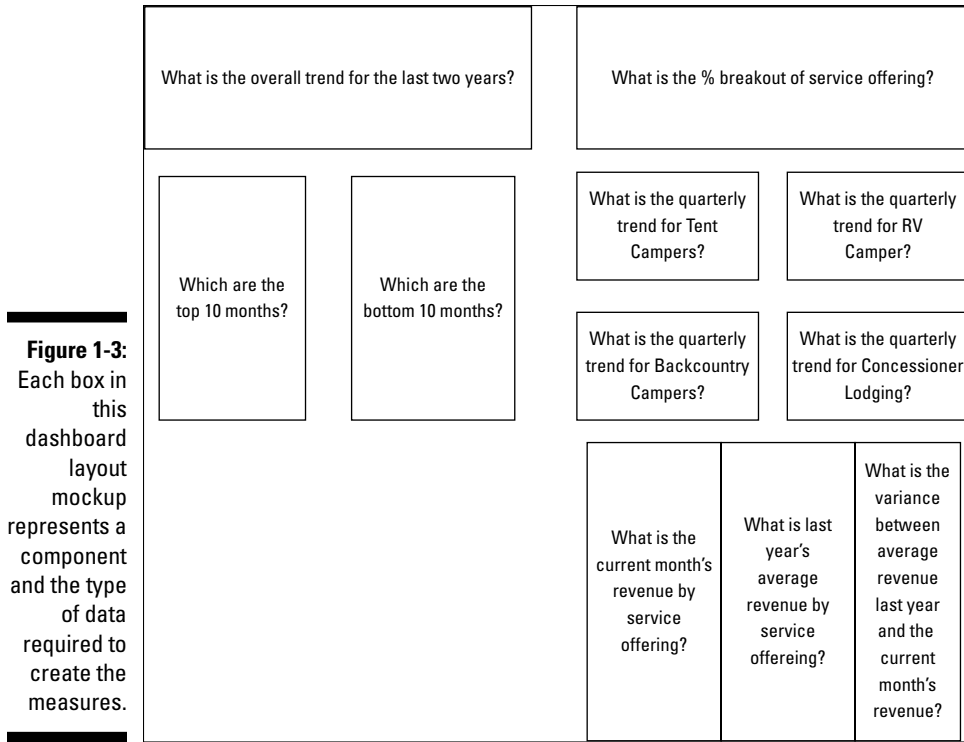 What is the overall trend for the last two years?
What is the % breakout of service offering?
Which are the
top 10 months?
Which are the
bottom 10 months?
What is the quarterly
trend for Tent
Campers?
What is the quarterly
trend for RV
Camper?
What is the quarterly
trend for Backcountry
Campers?
What is the quarterly
trend for Concessioner
Lodging?
What is the
current month's
revenue by
service
offering?
What is last
year's
average
revenue by
service
offereing?
What is the
variance
between
average
revenue
last year
and the
current
month's
revenue?
Figure 1-3:
Each box in
this
dashboard
layout
mockup
represents a
component
and the type
of data
required to
create the
measures.